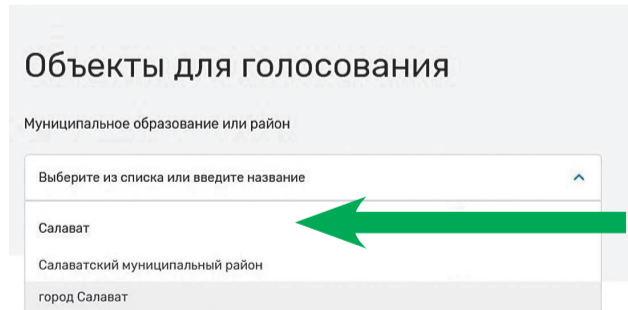 Объекты для голосования
Муниципальное образование или район
Выберите из списка или введите название
Салават
Салаватский муниципальный район
город Салават